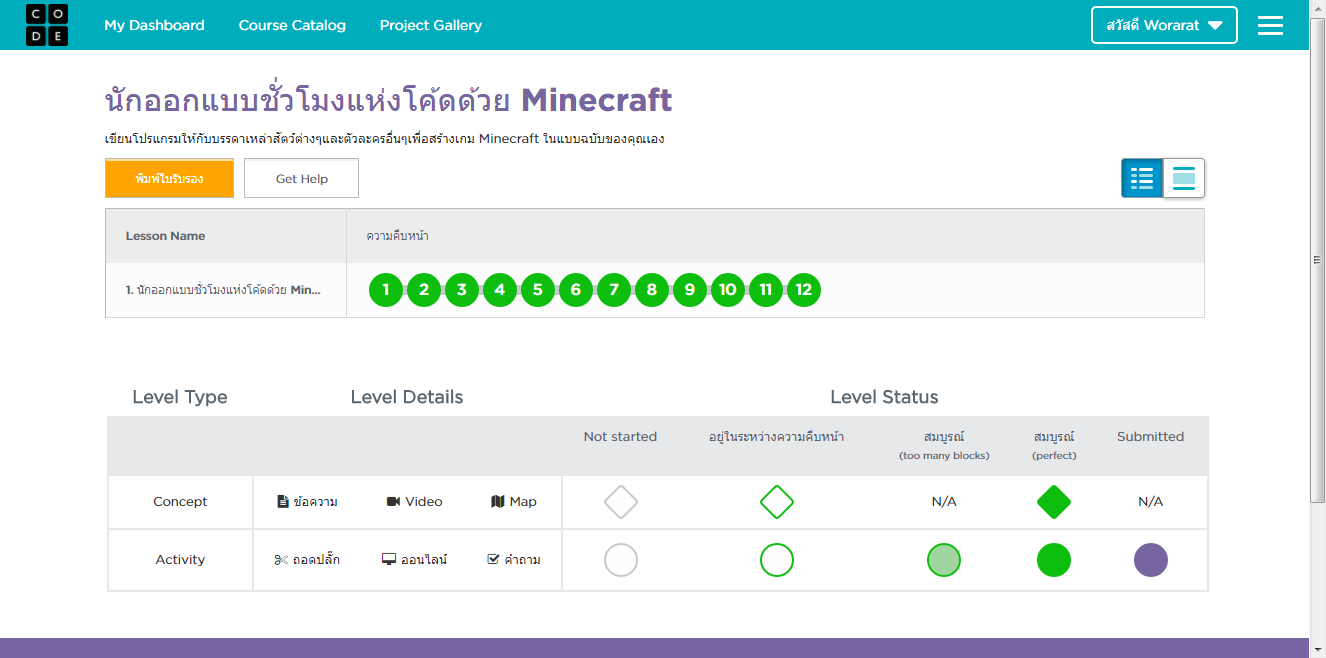 CODE My Dashboard Course Catalog Project Gallery สวัสดี Worarat
นักออกแบบชั่วโมงแห่งโค้ดด้วย Minecraft
เขียนโปรแกรมให้กับบรรดาเหล่าสัตว์ต่างๆและตัวละครอื่นๆเพื่อสร้างเกม Minecraft ในแบบฉบับของคุณเอง
พิมพ์ใบรับรอง Get Help
Lesson Name ความคืบหน้า
1. นักออกแบบชั่วโมงแห่งโค้ดด้วย Min... 1 2 3 4 5 6 7 8 9 10 11 12
Level Type Level Details Level Status
Not started อยู่ในระหว่างความคืบหน้า สมบูรณ์ สมบูรณ์ Submitted
(too many blocks) (perfect)
Concept ข้อความ Video Map N/A N/A
Activity ถอดปลั๊ก ออนไลน์ คำถาม